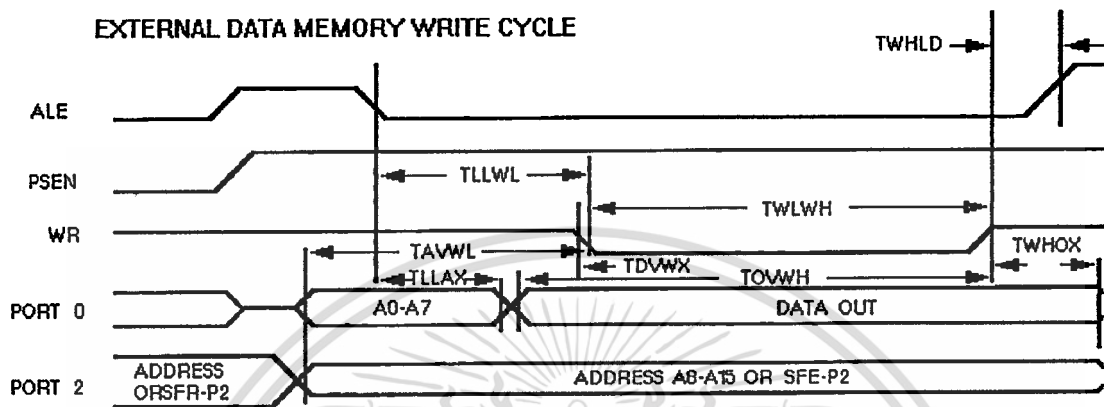 EXTERNAL DATA MEMORY WRITE CYCLE
TWHLD
ALE
TLLWL
PSEN
TWLWH
WR
TAVWL
TDVWX
TWHOX
TLLAX
TOVWH
PORT 0
A0-A7
DATA OUT
ADDRESS
ORSFR-P2
PORT 2
ADDRESS A8-A15 OR SFE-P2